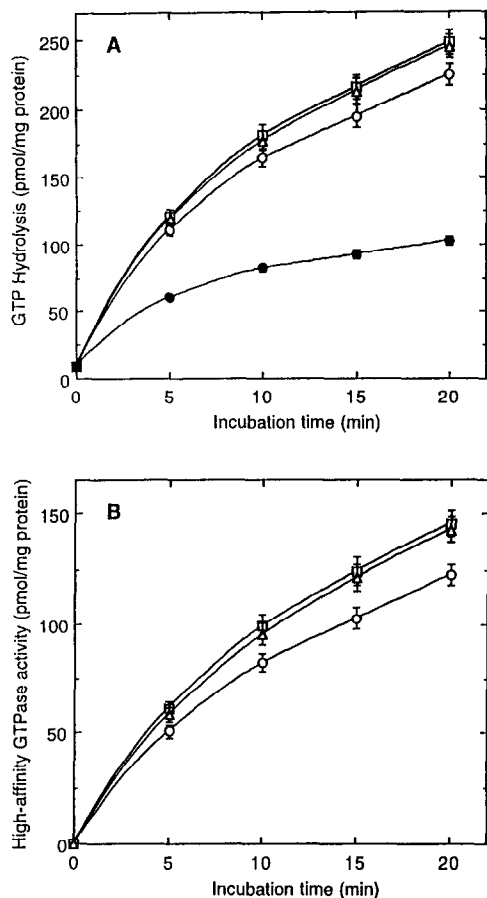 A
GTP Hydrolysis (pmol/mg protein)
250
200
150
100
50
0
0 5 10 15 20
Incubation time (min)
B
High-affinity GTPase activity (pmol/mg protein)
150
100
50
0
0 5 10 15 20
Incubation time (min)